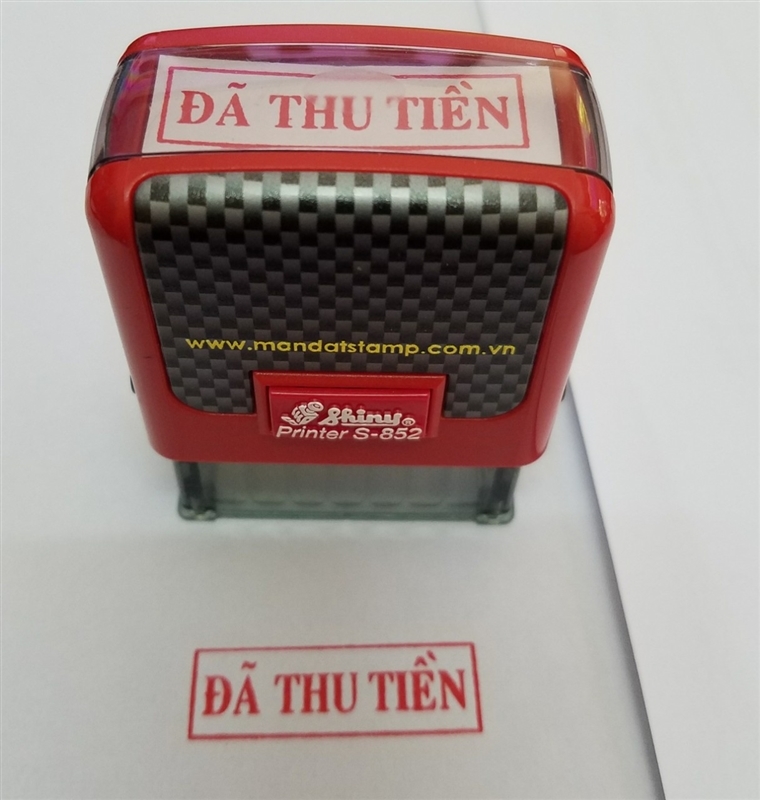 ĐÃ THU TIỀN
www.mandatstamp.com.vn
Shiny®
Printer S-852
ĐÃ THU TIỀN